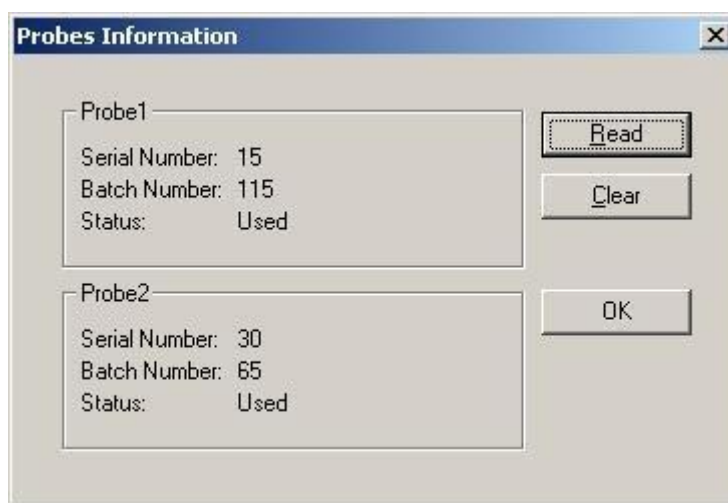 Probes Information
Probe1
Serial Number: 15
Batch Number: 115
Status: Used
Read
Clear
Probe2
Serial Number: 30
Batch Number: 65
Status: Used
OK